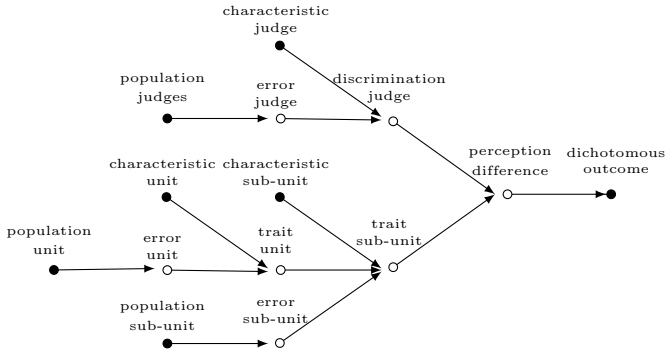 characteristic
judge
population
judges
error
judge
discrimination
judge
characteristic
unit
characteristic
sub-unit
perception
difference
dichotomous
outcome
population
unit
error
unit
trait
unit
trait
sub-unit
population
sub-unit
error
sub-unit